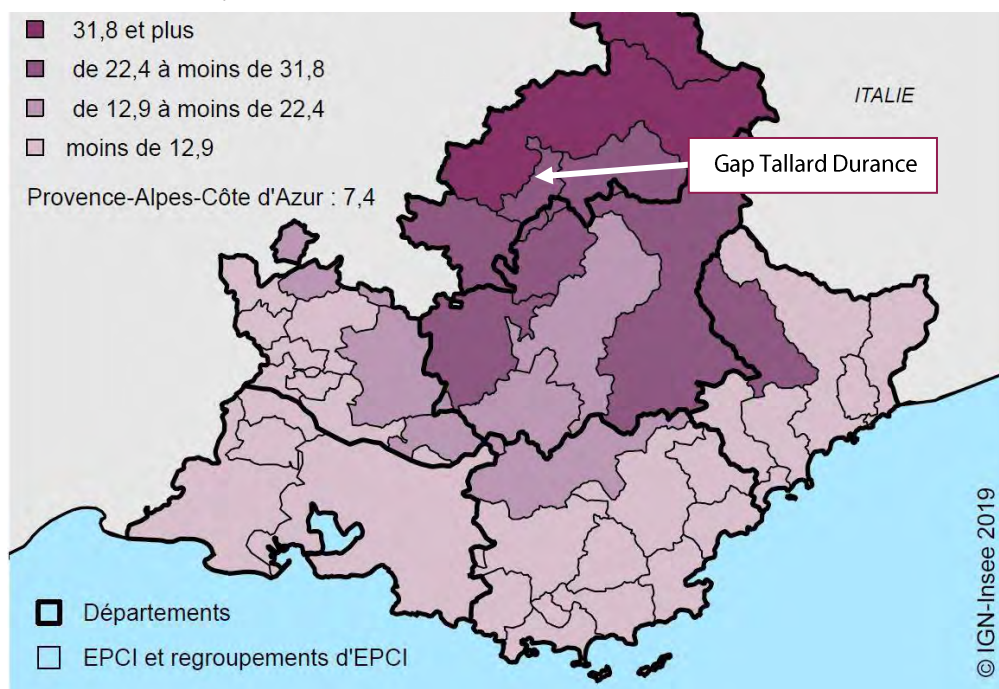 31,8 et plus
de 22,4 à moins de 31,8
de 12,9 à moins de 22,4
moins de 12,9
Provence-Alpes-Côte d'Azur : 7,4
ITALIE
Gap Tallard Durance
Départements
EPCI et regroupements d'EPCI
© IGN-Insee 2019